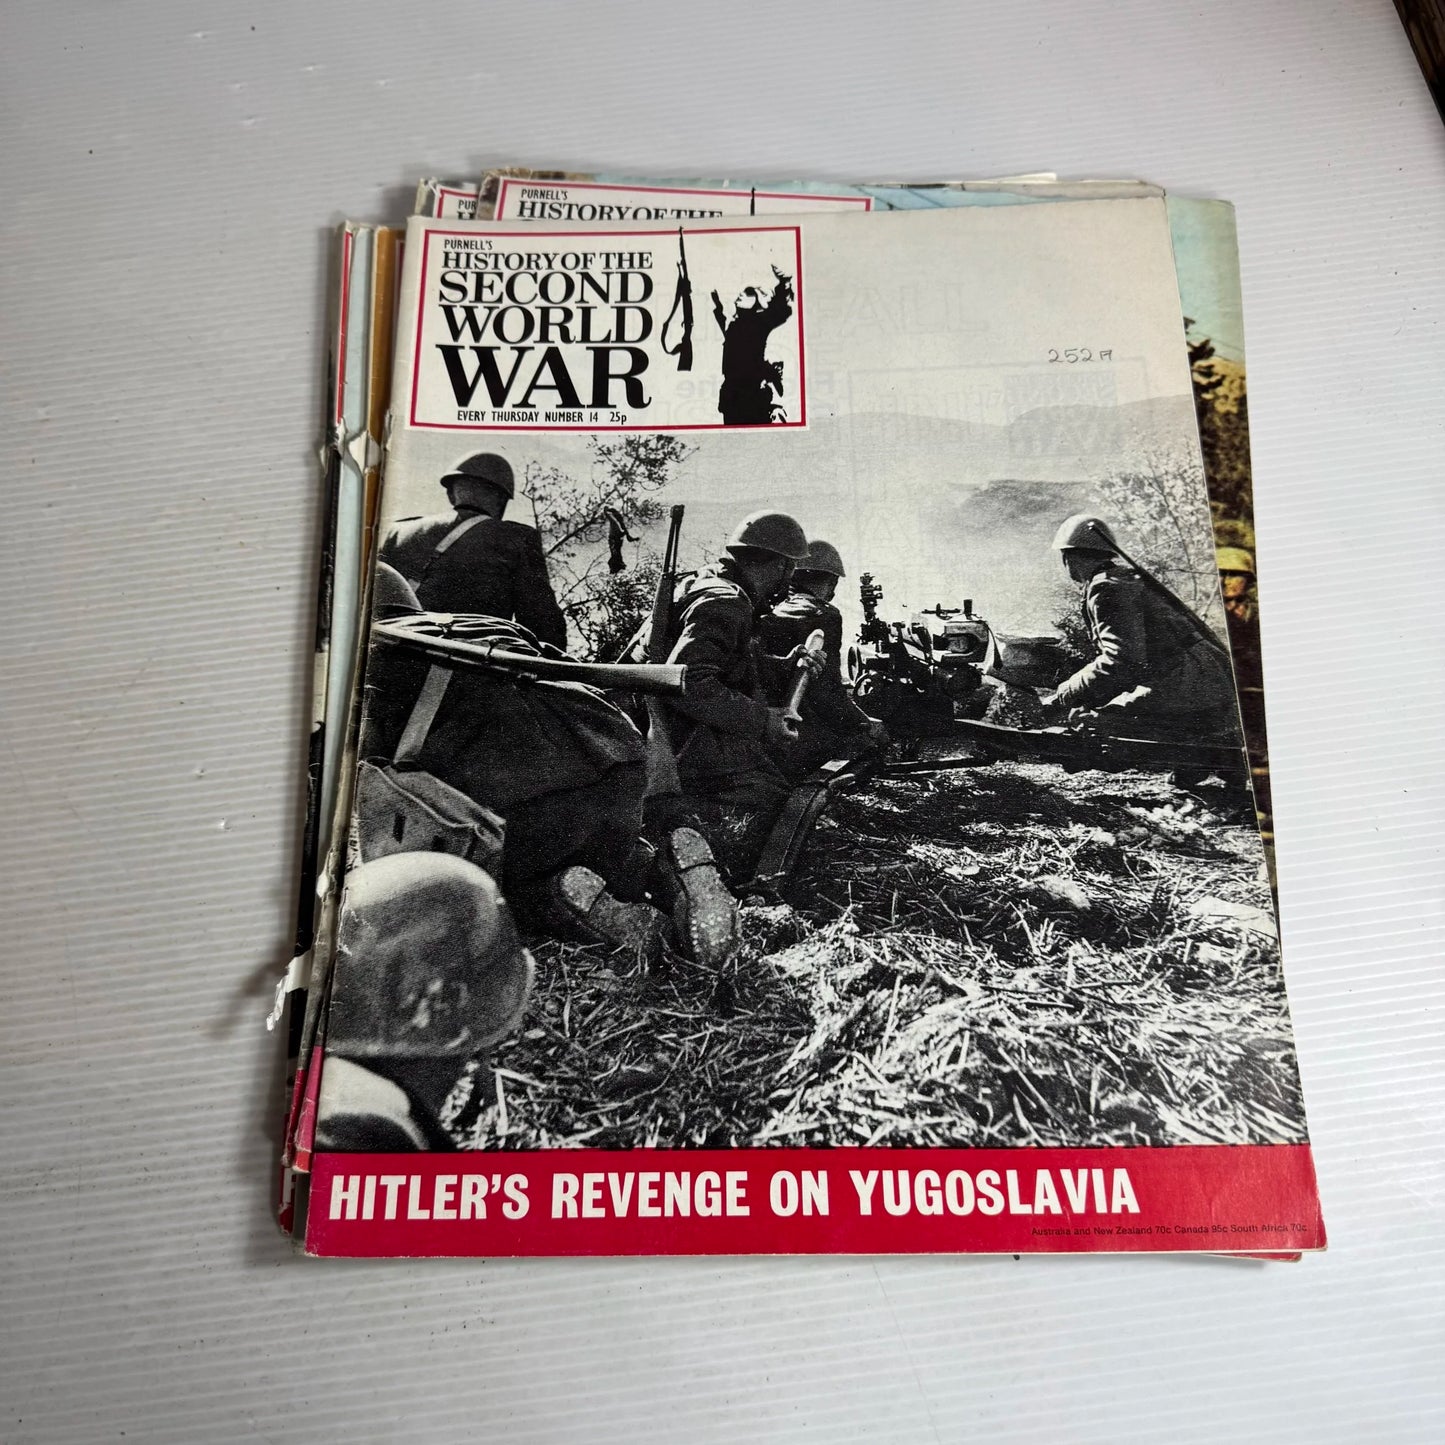 PURNELL'S
HISTORY OF THE
PURNELL'S
HISTORY OF THE
SECOND
WORLD
WAR
EVERY THURSDAY NUMBER 14 25p
252A
HITLER'S REVENGE ON YUGOSLAVIA
Australia and New Zealand 70c Canada 95c South Africa 70c